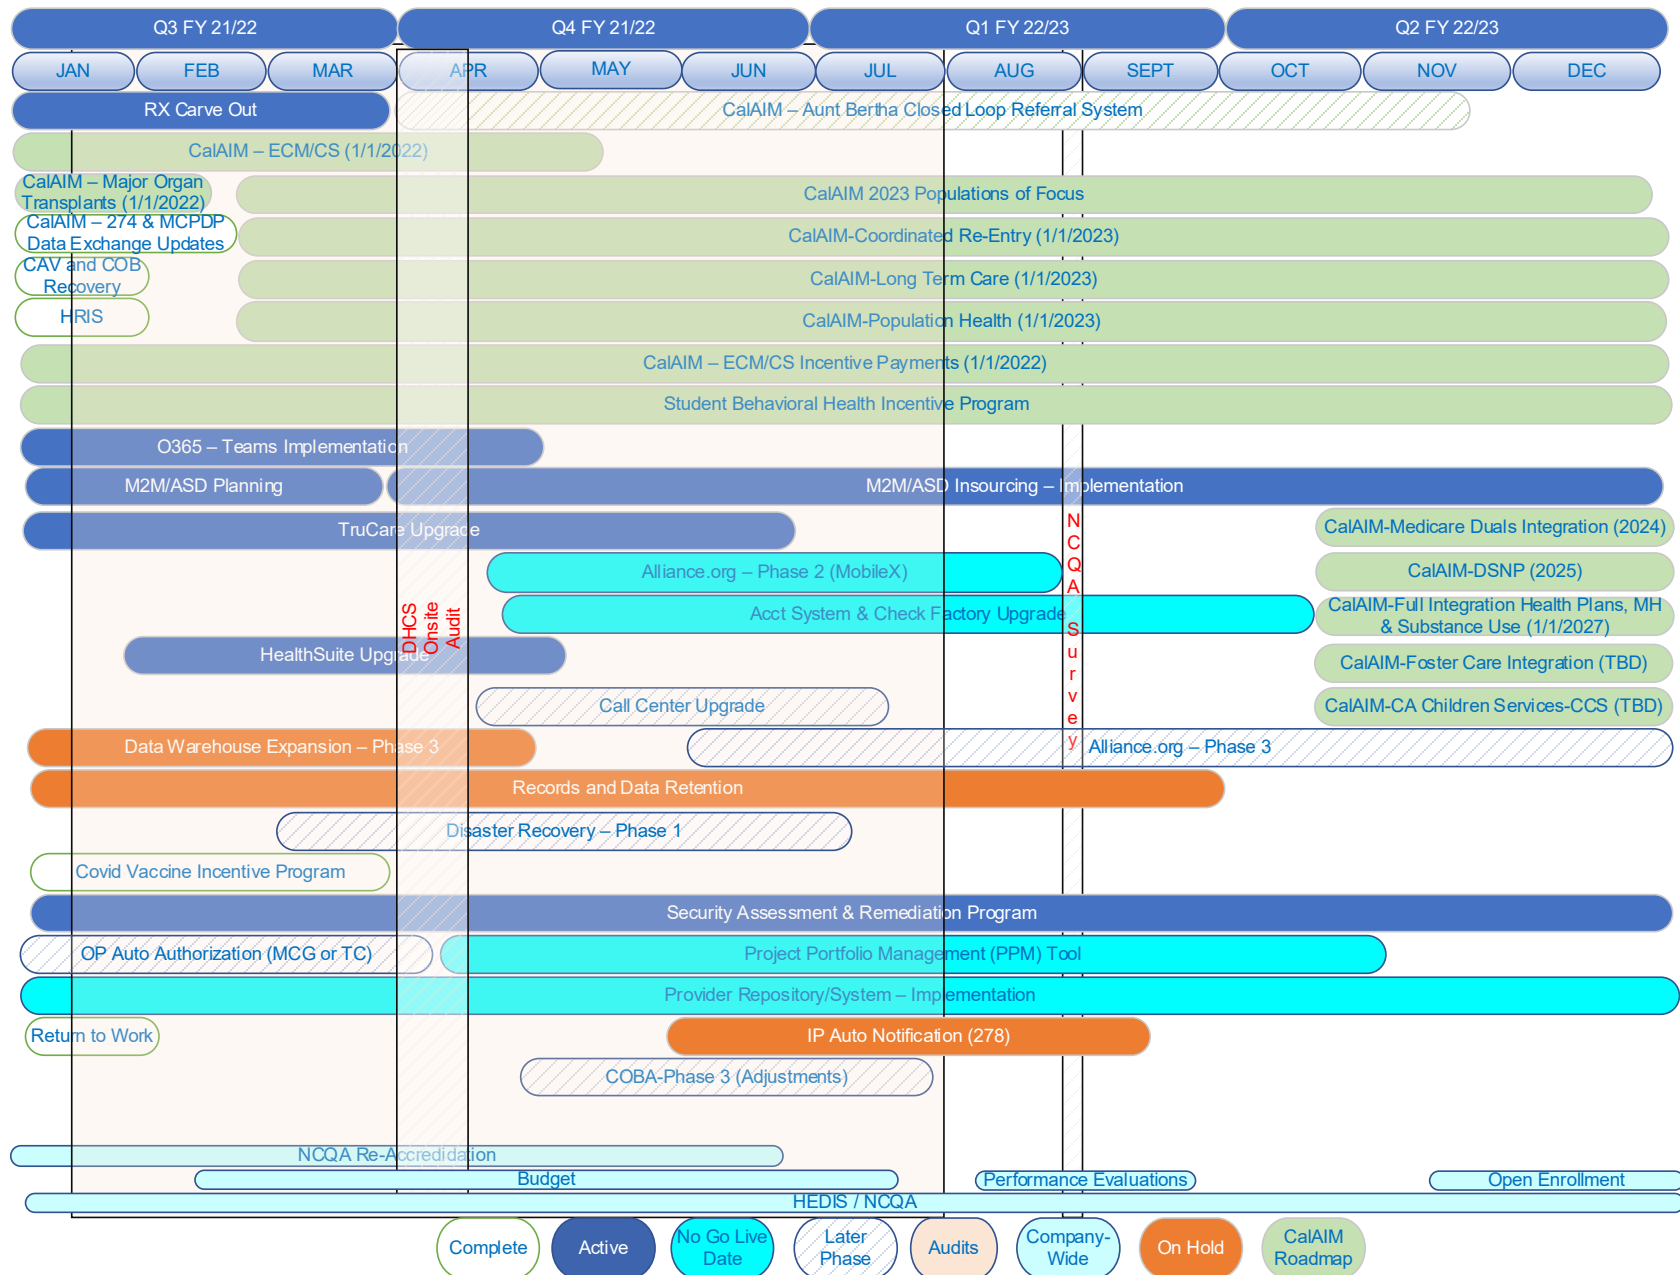 Q3 FY 21/22
Q4 FY 21/22
Q1 FY 22/23
Q2 FY 22/23
JAN
FEB
MAR
APR
MAY
JUN
JUL
AUG
SEPT
OCT
NOV
DEC
RX Carve Out
CalAIM – Aunt Bertha Closed Loop Referral System
CalAIM – ECM/CS (1/1/2022)
CalAIM – Major Organ
Transplants (1/1/2022)
CalAIM 2023 Populations of Focus
CalAIM – 274 & MCPDP
Data Exchange Updates
CalAIM-Coordinated Re-Entry (1/1/2023)
CAV and COB
Recovery
CalAIM-Long Term Care (1/1/2023)
HRIS
CalAIM-Population Health (1/1/2023)
CalAIM – ECM/CS Incentive Payments (1/1/2022)
Student Behavioral Health Incentive Program
O365 – Teams Implementation
M2M/ASD Planning
M2M/ASD Insourcing – Implementation
TruCare Upgrade
CalAIM-Medicare Duals Integration (2024)
Alliance.org – Phase 2 (MobileX)
CalAIM-DSNP (2025)
Acct System & Check Factory Upgrade
CalAIM-Full Integration Health Plans, MH
& Substance Use (1/1/2027)
NCQA Survey
DHCS
Onsite
Audit
HealthSuite Upgrade
CalAIM-Foster Care Integration (TBD)
Call Center Upgrade
CalAIM-CA Children Services-CCS (TBD)
Data Warehouse Expansion – Phase 3
Alliance.org – Phase 3
Records and Data Retention
Disaster Recovery – Phase 1
Covid Vaccine Incentive Program
Security Assessment & Remediation Program
OP Auto Authorization (MCG or TC)
Project Portfolio Management (PPM) Tool
Provider Repository/System – Implementation
Return to Work
IP Auto Notification (278)
COBA-Phase 3 (Adjustments)
NCQA Re-Accredidation
Budget
Performance Evaluations
Open Enrollment
HEDIS / NCQA
Complete
Active
No Go Live
Date
Later
Phase
Audits
Company-
Wide
On Hold
CalAIM
Roadmap